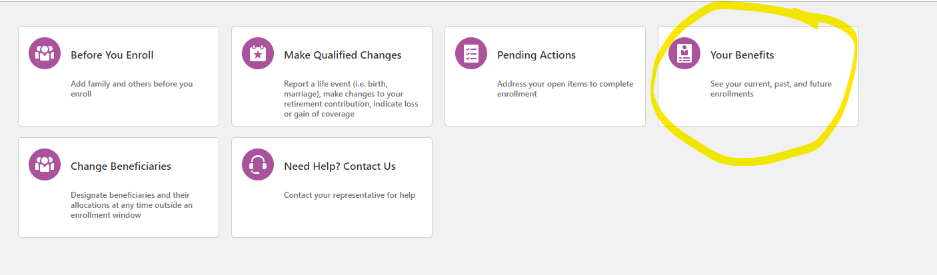 Before You Enroll
Add family and others before you
enroll
Make Qualified Changes
Report a life event (i.e. birth,
marriage), make changes to your
retirement contribution, indicate loss
or gain of coverage
Pending Actions
Address your open items to complete
enrollment
Your Benefits
See your current, past, and future
enrollments
Change Beneficiaries
Designate beneficiaries and their
allocations at any time outside an
enrollment window
Need Help? Contact Us
Contact your representative for help